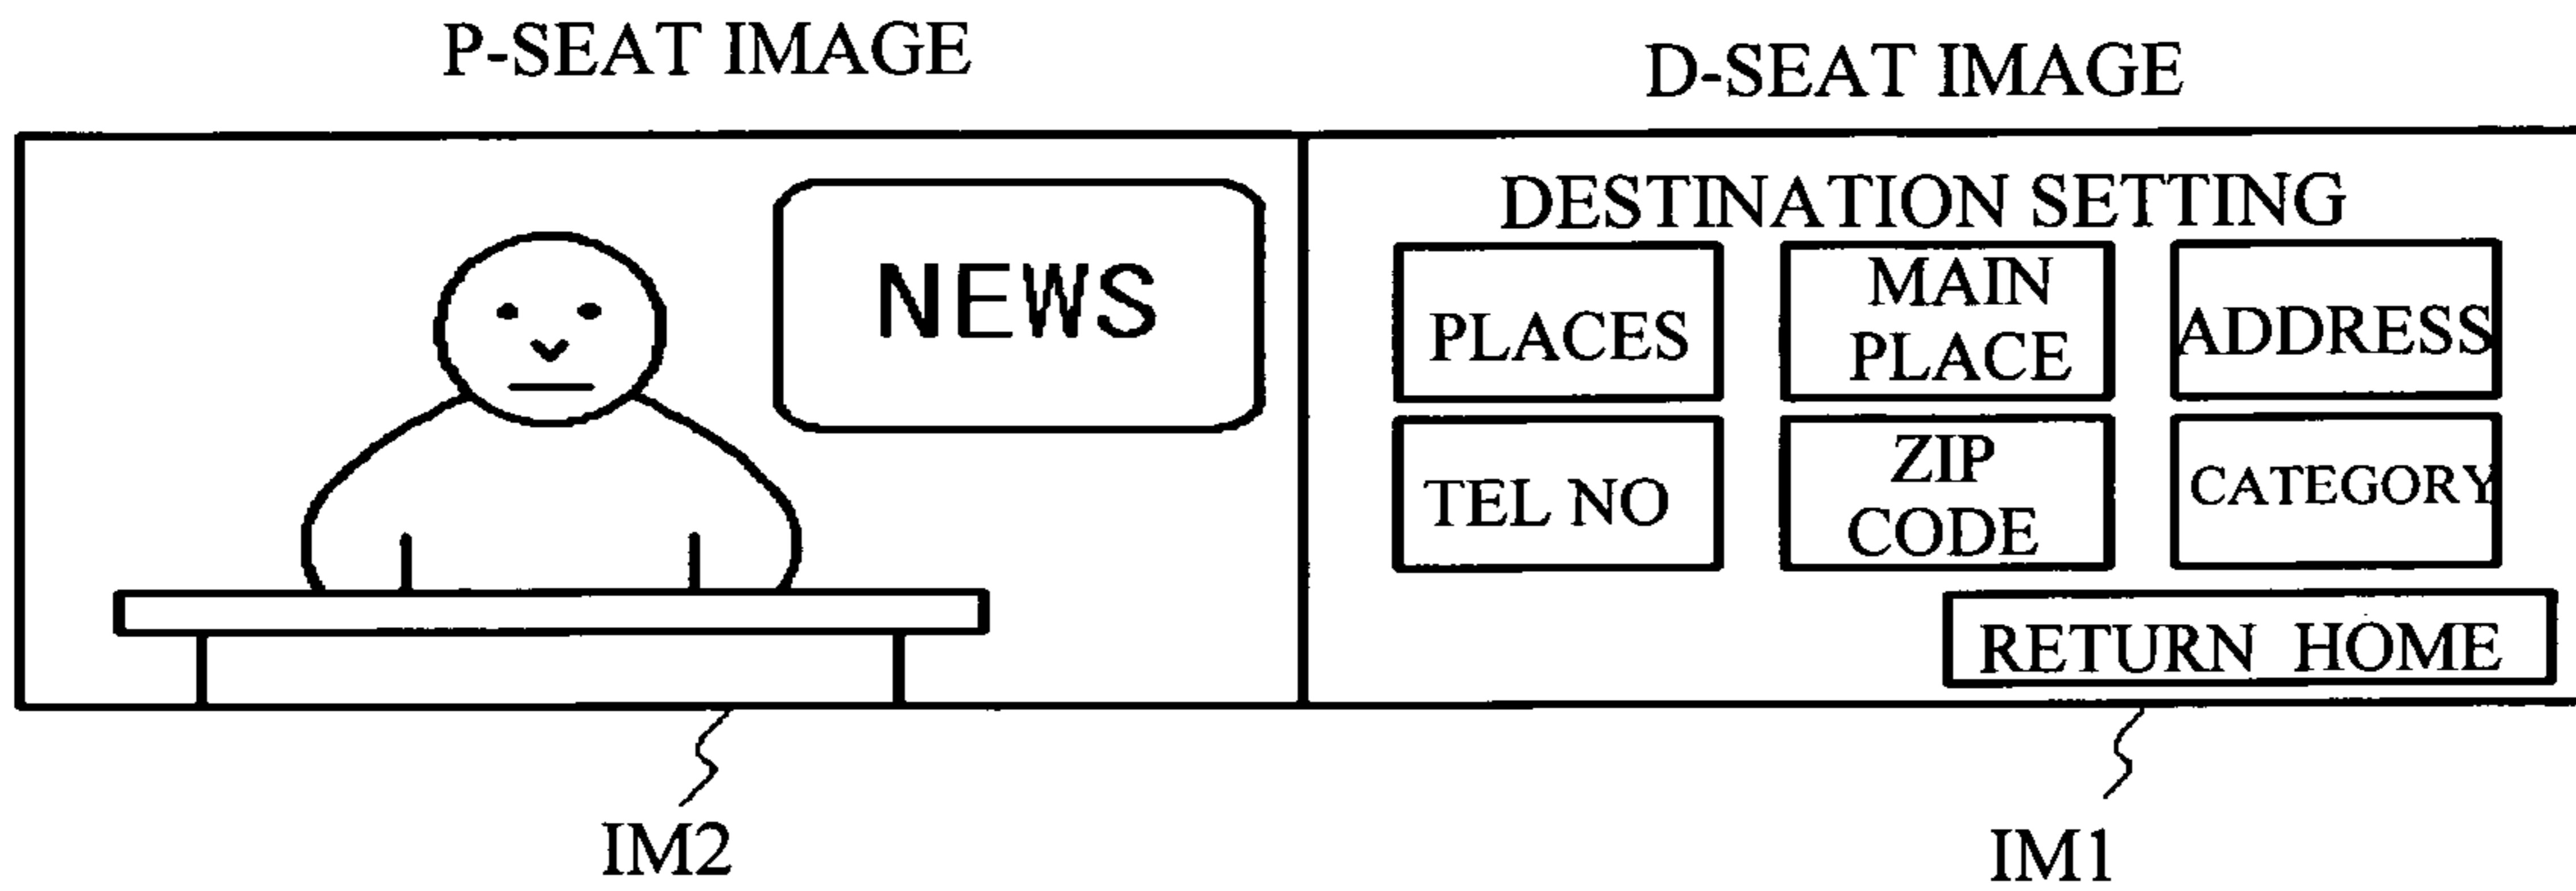 P-SEAT IMAGE
D-SEAT IMAGE
NEWS
DESTINATION SETTING
PLACES
MAIN
PLACE
ADDRESS
TEL NO
ZIP
CODE
CATEGORY
RETURN HOME
IM2
IM1